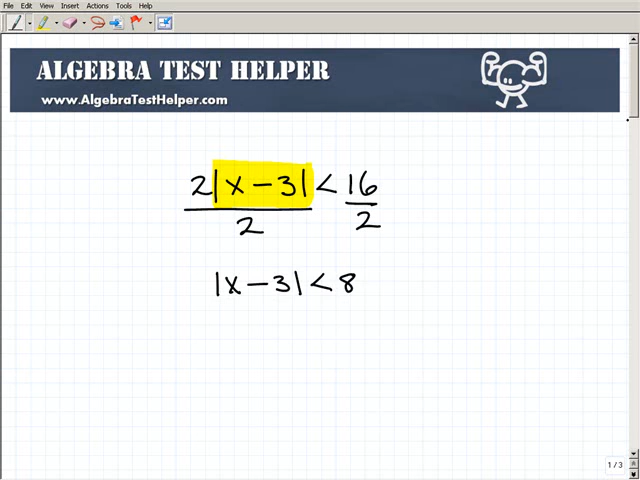 File Edit View Insert Actions Tools Help
ALGEBRA TEST HELPER
www.AlgebraTestHelper.com
2|x-3| < 16
2 2
|x-3| < 8
1/3